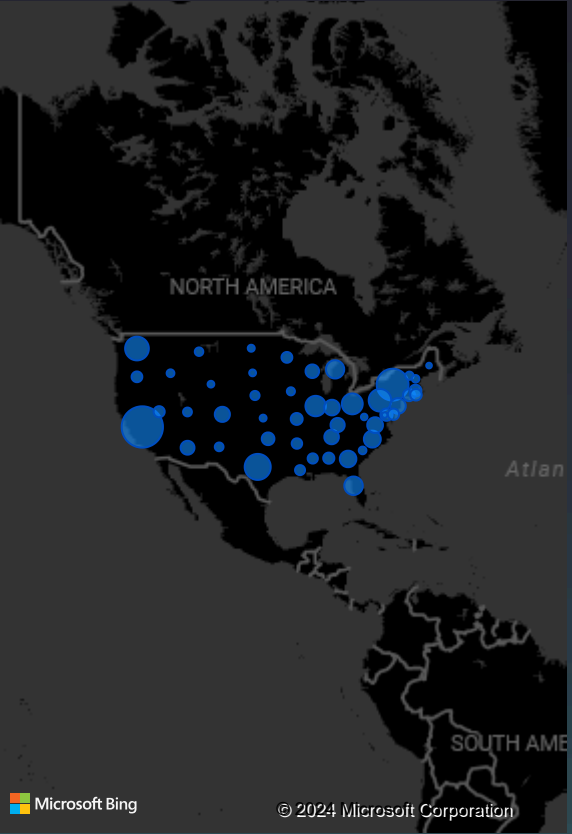 NORTH AMERICA
Atlan
SOUTH AME
Microsoft Bing
© 2024 Microsoft Corporation